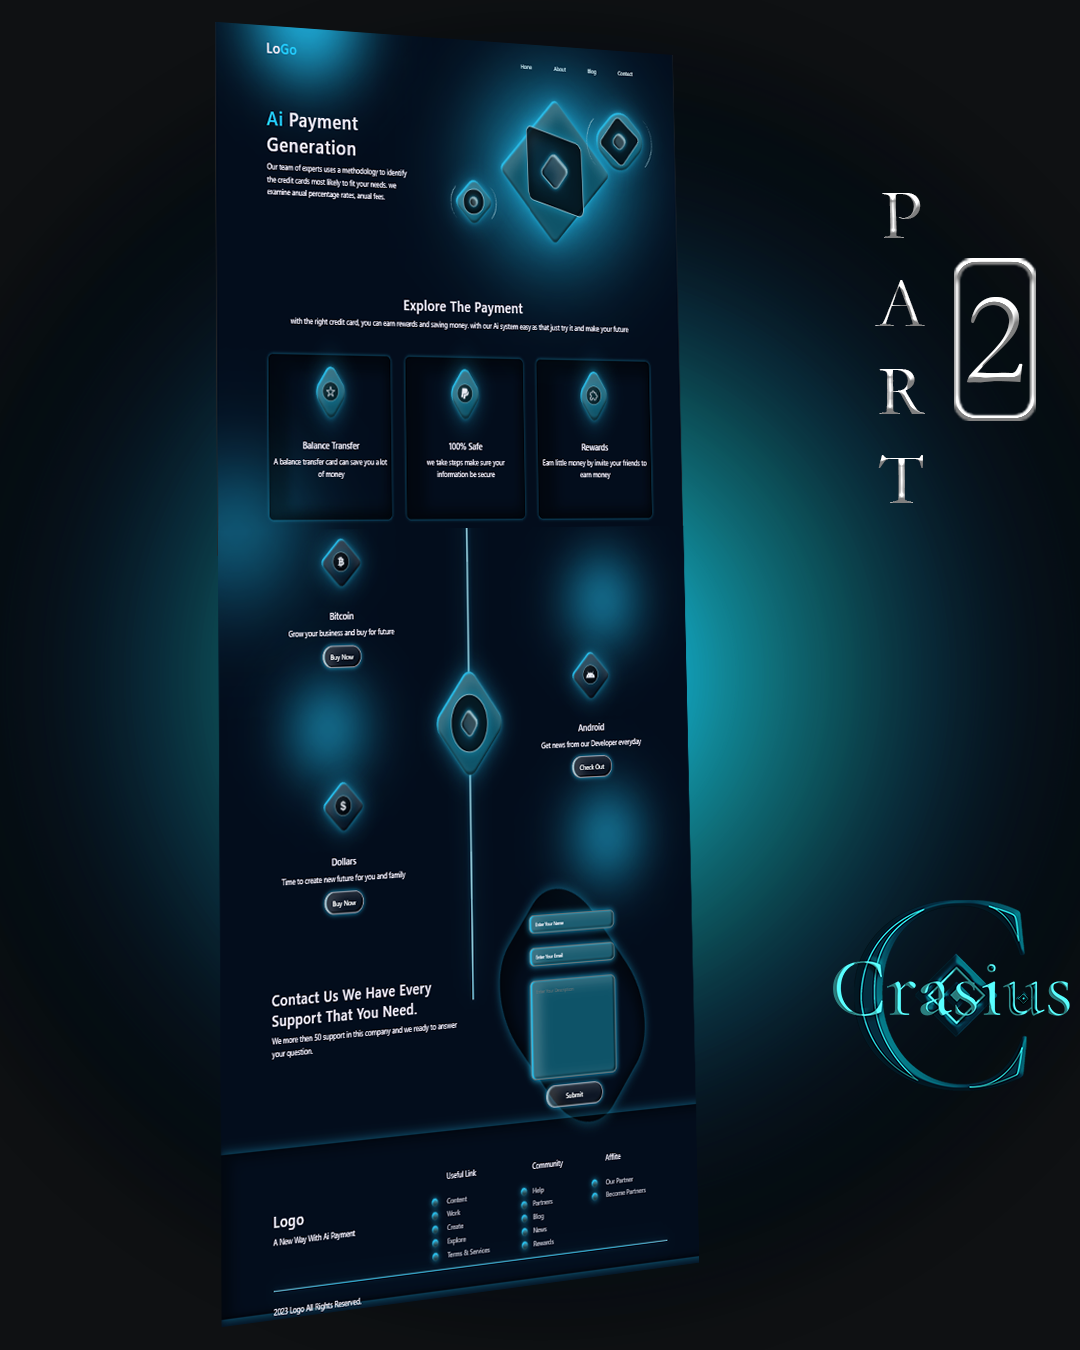 LoGo
Home About Blog Contact
Ai Payment
Generation
Our team of experts uses a methodology to identify
the credit cards most likely to fit your needs. we
examine anual percentage rates, anual fees.
Explore The Payment
with the right credit card, you can earn rewards and saving money. with our Ai system easy as that just try it and make your future
Balance Transfer
A balance transfer card can save you a lot
of money
100% Safe
we take steps make sure your
information be secure
Rewards
Earn little money by invite your friends to
earn money
Bitcoin
Grow your business and buy for future
Buy Now
Android
Get news from our Developer everyday
Check Out
Dollars
Time to create new future for you and family
Buy Now
Contact Us We Have Every
Support That You Need.
We more then 50 support in this company and we ready to answer
your question.
Enter Your Name
Enter Your Email
Submit
Logo
A New Way With Ai Payment
Useful Link
Content
Work
Create
Explore
Terms & Services
Community
Help
Partners
Blog
News
Rewards
Affilte
Our Partner
Become Partners
2023 Logo All Rights Reserved.
PART
2
C
Crasius